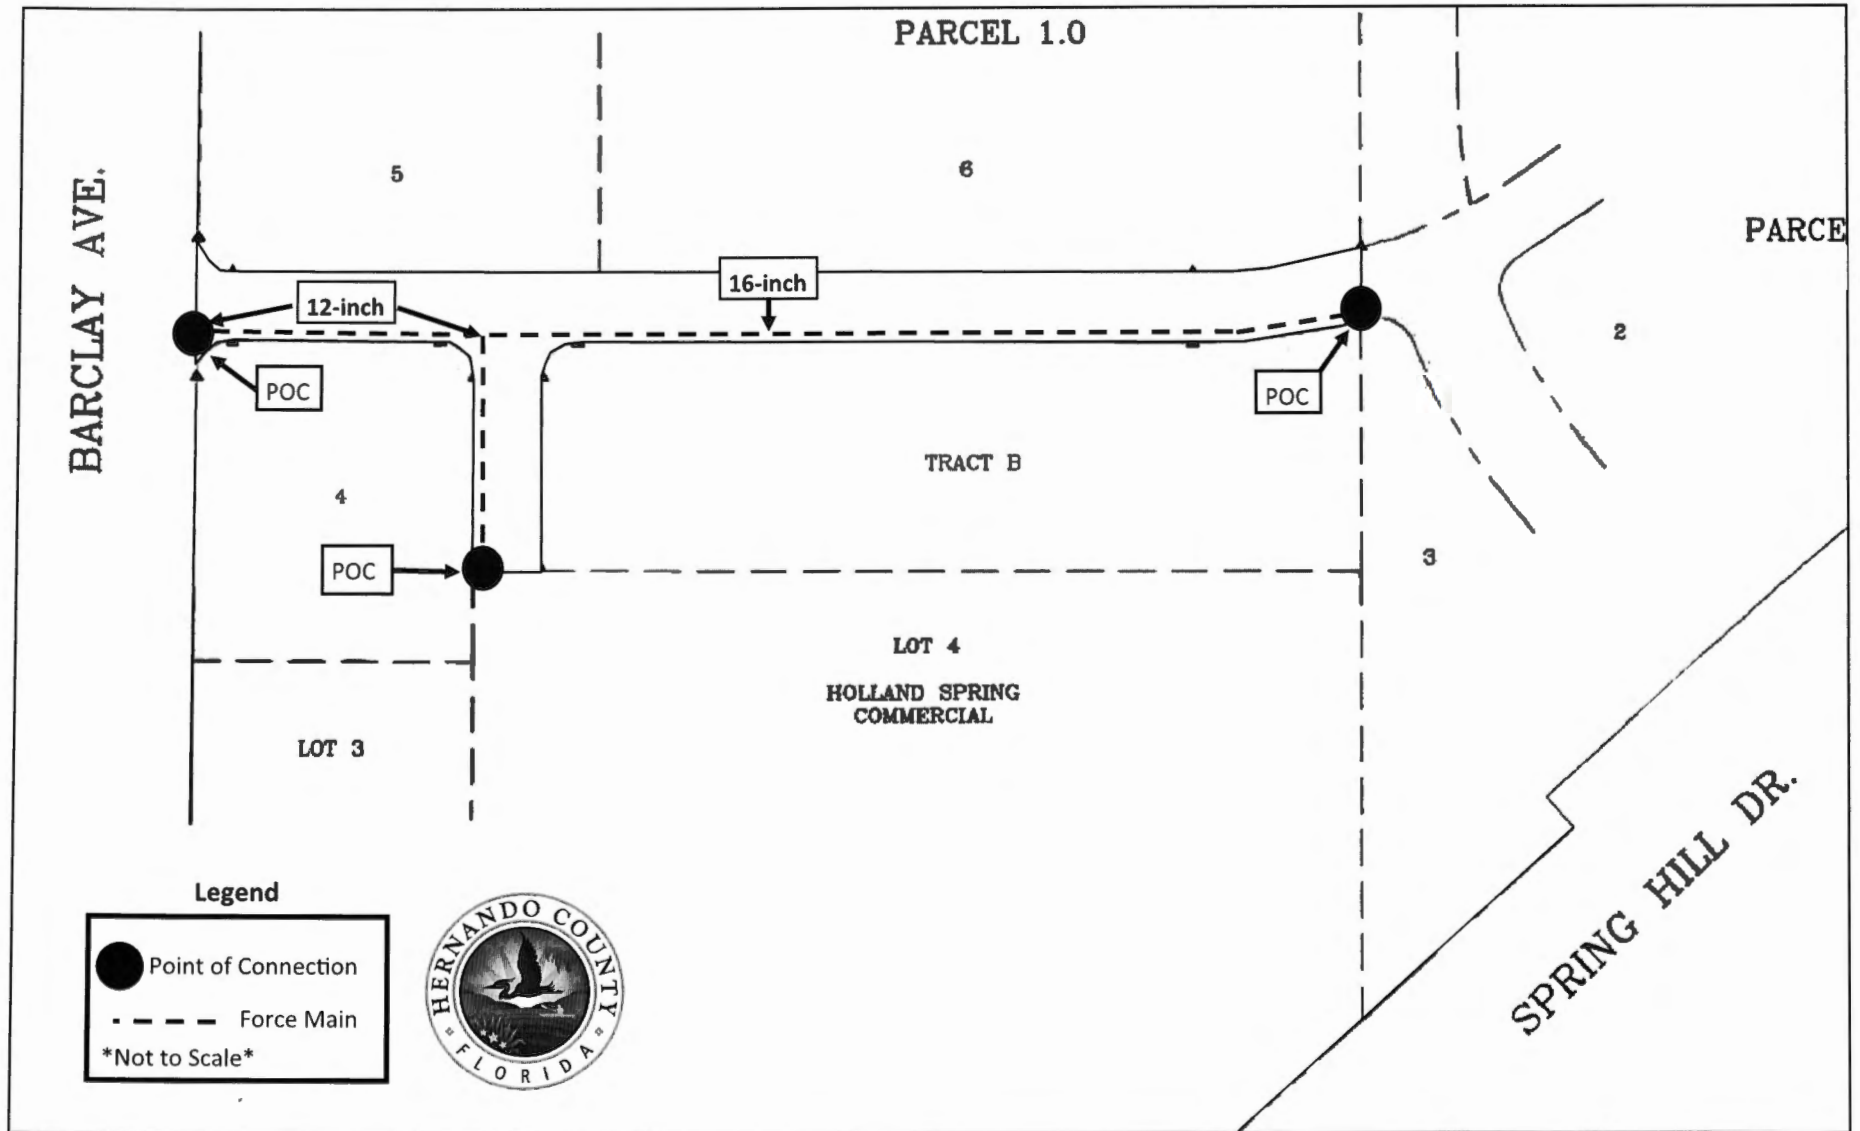 PARCEL 1.0
5
6
BARCLAY AVE.
PARCE
16-inch
12-inch
2
POC
POC
TRACT B
4
POC
3
LOT 4
HOLLAND SPRING
COMMERCIAL
LOT 3
SPRING HILL DR.
Legend
Point of Connection
Force Main
*Not to Scale*
HERNANDO COUNTY
FLORIDA